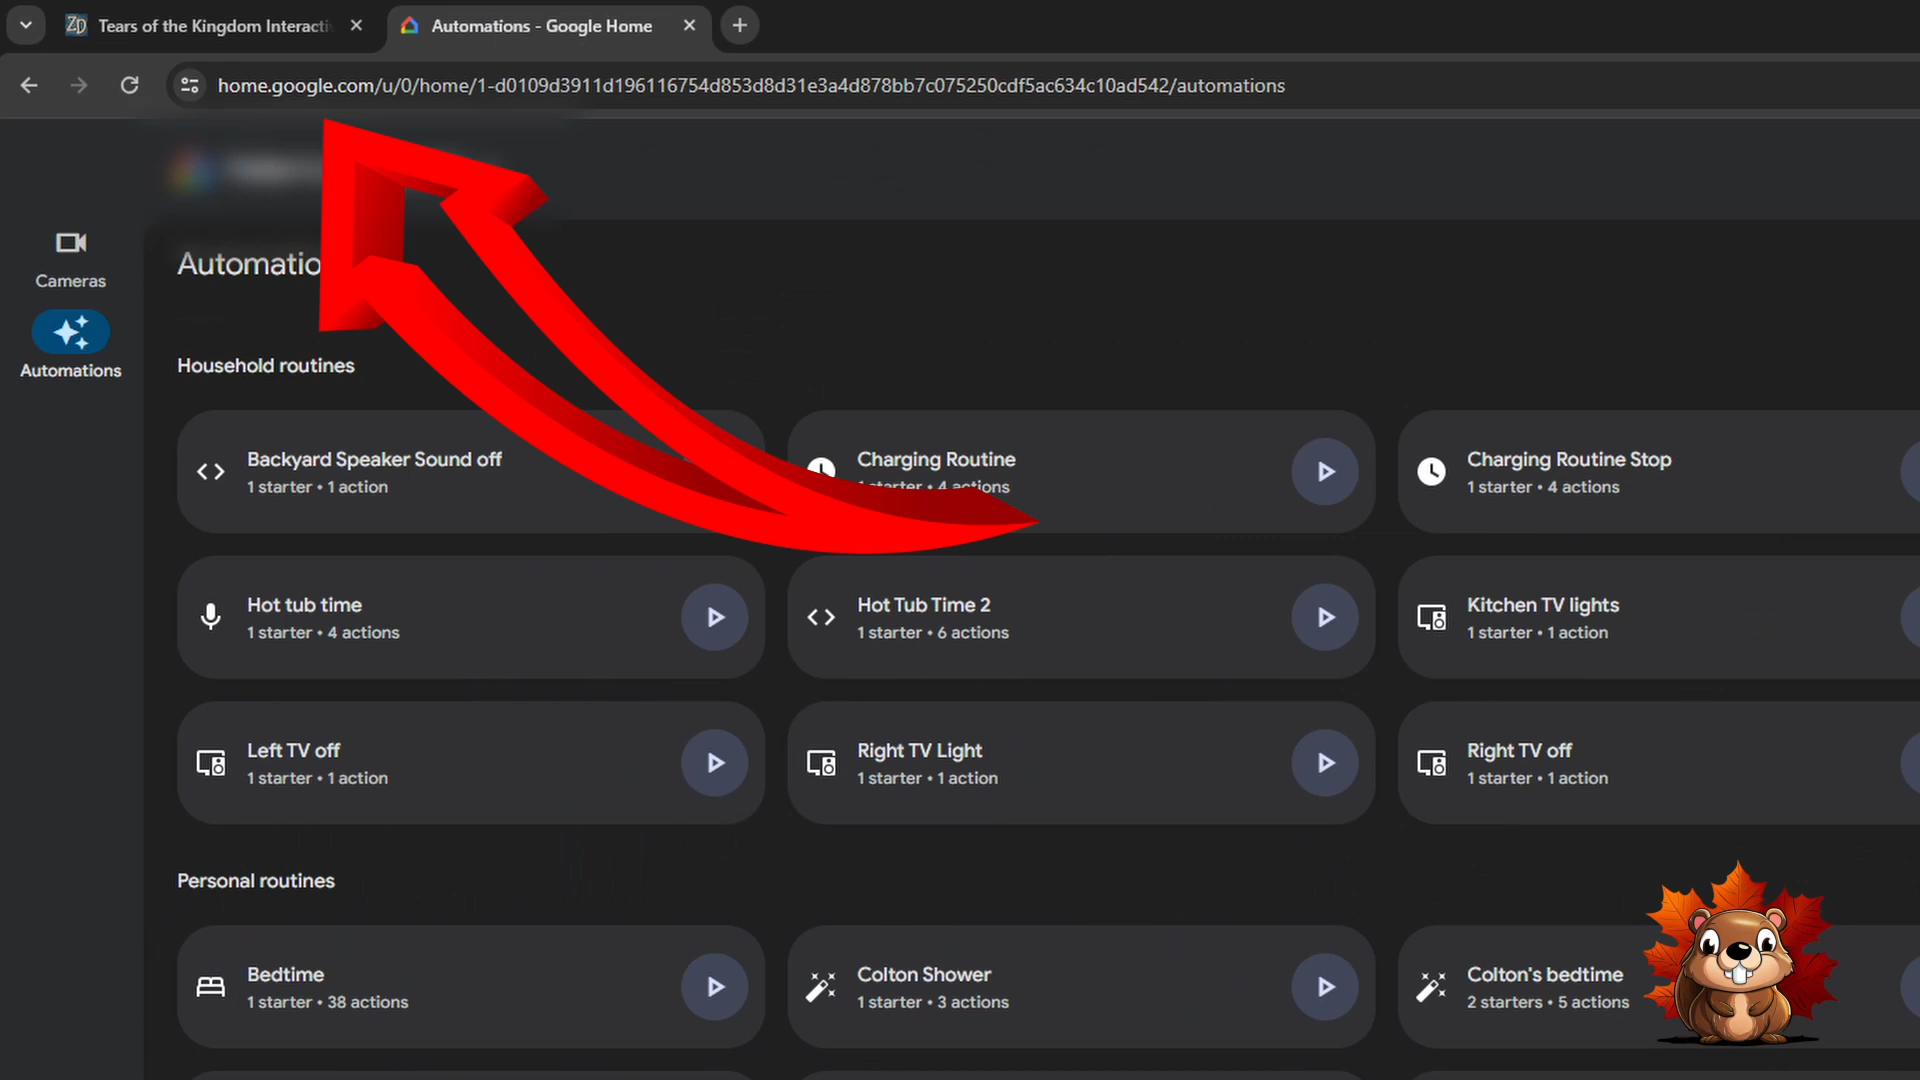 Tears of the Kingdom Interacti
Automations - Google Home
home.google.com/u/0/home/1-d0109d3911d196116754d853d8d31e3a4d878bb7c075250cdf5ac634c10ad542/automations
Cameras
Automations
Automatio
Household routines
Backyard Speaker Sound off
1 starter • 1 action
Charging Routine
1 starter • 4 actions
Charging Routine Stop
1 starter • 4 actions
Hot tub time
1 starter • 4 actions
Hot Tub Time 2
1 starter • 6 actions
Kitchen TV lights
1 starter • 1 action
Left TV off
1 starter • 1 action
Right TV Light
1 starter • 1 action
Right TV off
1 starter • 1 action
Personal routines
Bedtime
1 starter • 38 actions
Colton Shower
1 starter • 3 actions
Colton's bedtime
2 starters • 5 actions